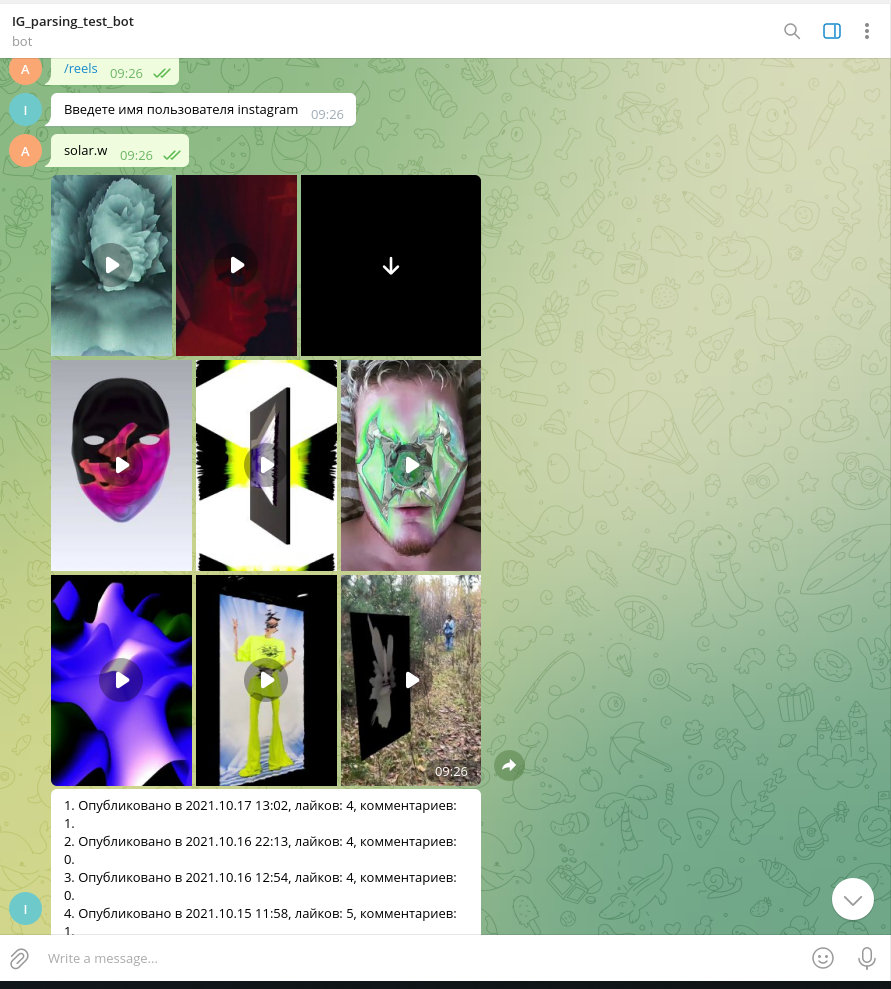 IG_parsing_test_bot
bot
A
/reels 09:26
I
Введете имя пользователя instagram 09:26
A
solar.w 09:26
09:26
1. Опубликовано в 2021.10.17 13:02, лайков: 4, комментариев:
1.
2. Опубликовано в 2021.10.16 22:13, лайков: 4, комментариев:
0.
3. Опубликовано в 2021.10.16 12:54, лайков: 4, комментариев:
0.
4. Опубликовано в 2021.10.15 11:58, лайков: 5, комментариев:
1.
I
Write a message...